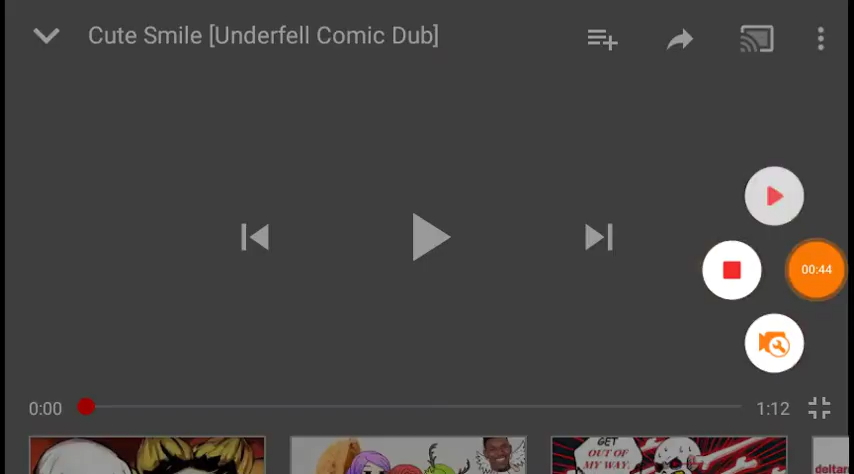 Cute Smile [Underfell Comic Dub]
00:44
0:00
1:12
GET
OUT OF
MY WAY.
deltar